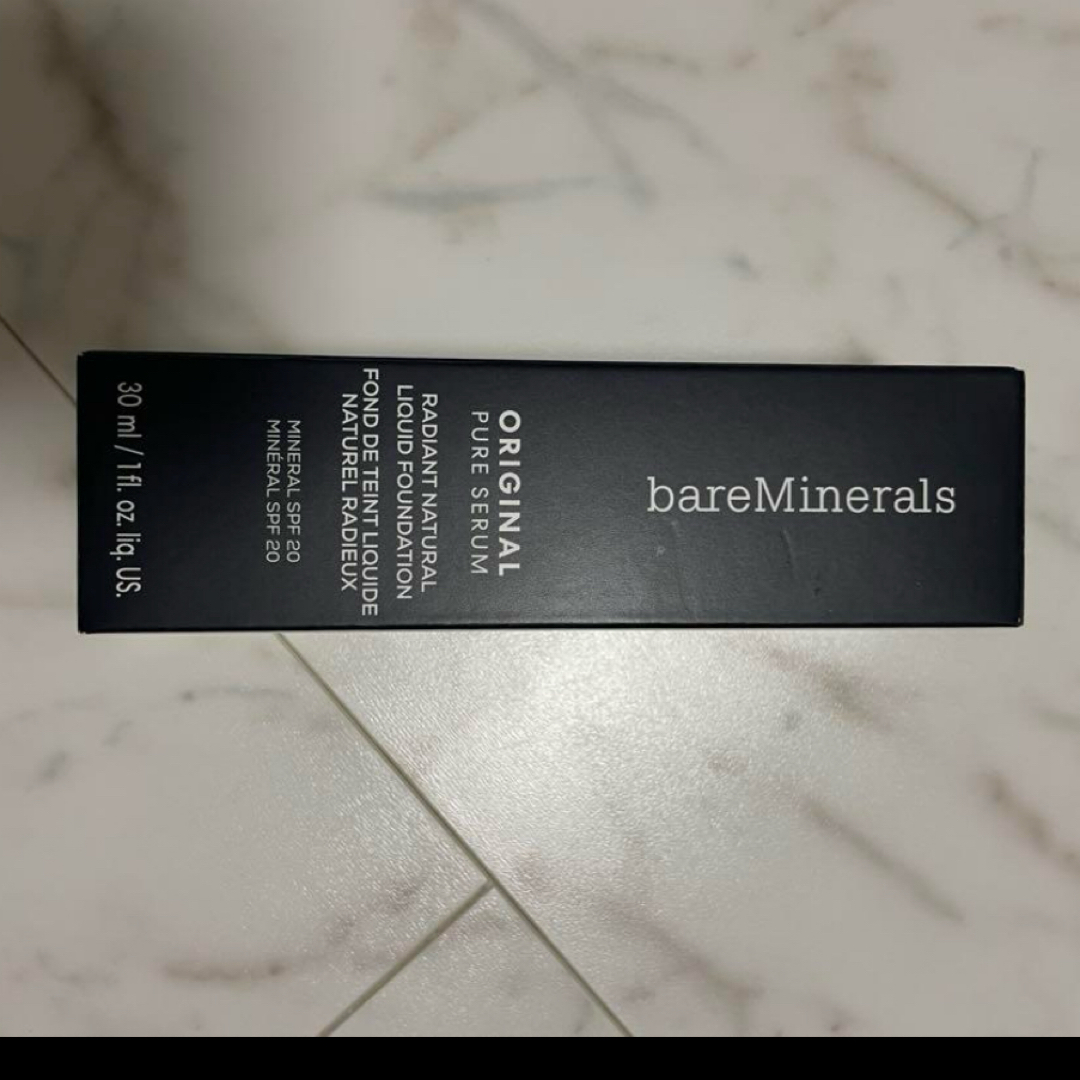 bareMinerals
ORIGINAL
PURE SERUM
RADIANT NATURAL
LIQUID FOUNDATION
FOND DE TEINT LIQUIDE
NATUREL RADIEUX
MINERAL SPF 20
MINÉRAL SPF 20
30 ml / 1 fl. oz. liq. US.